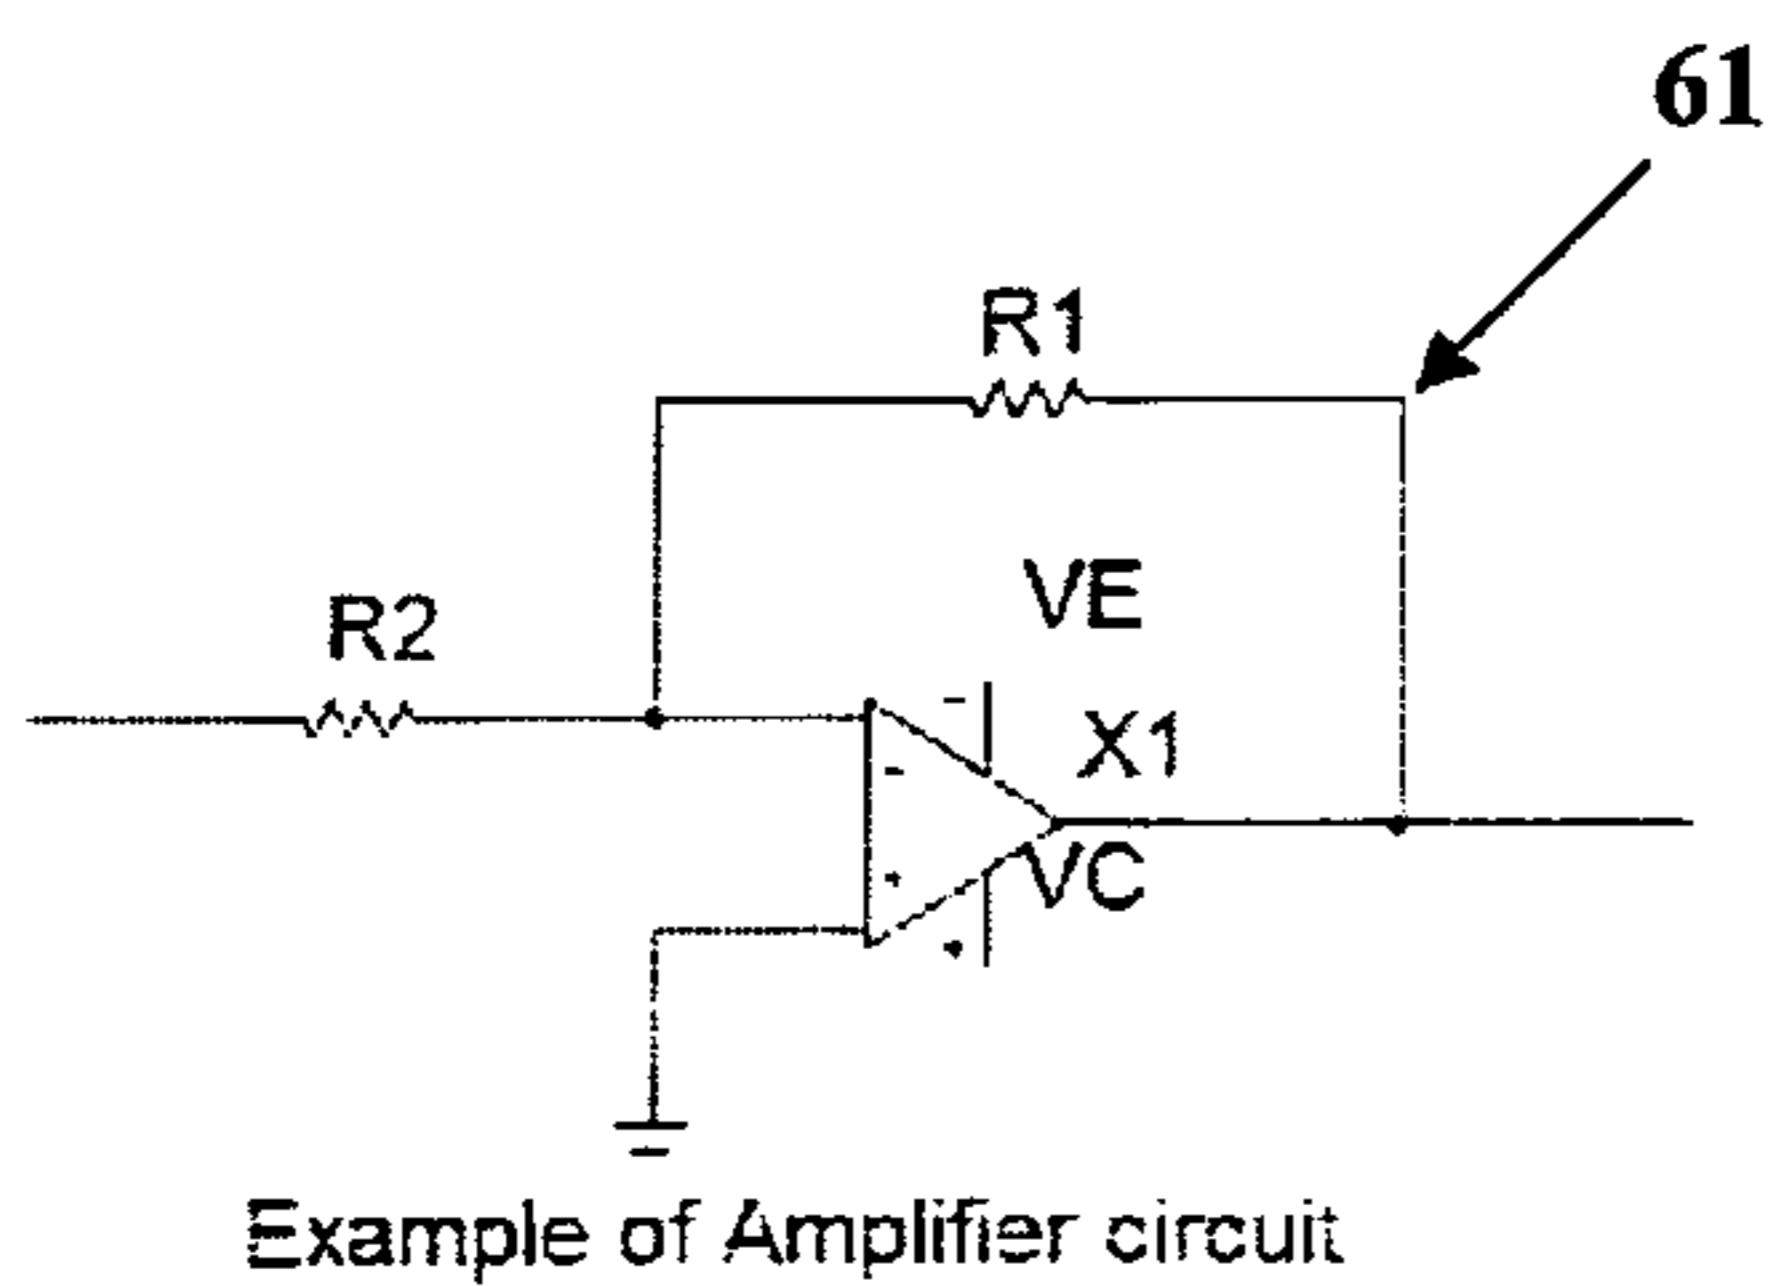 61
R1
VE
R2
-
X1
-
+
VC
+
Example of Amplifier circuit